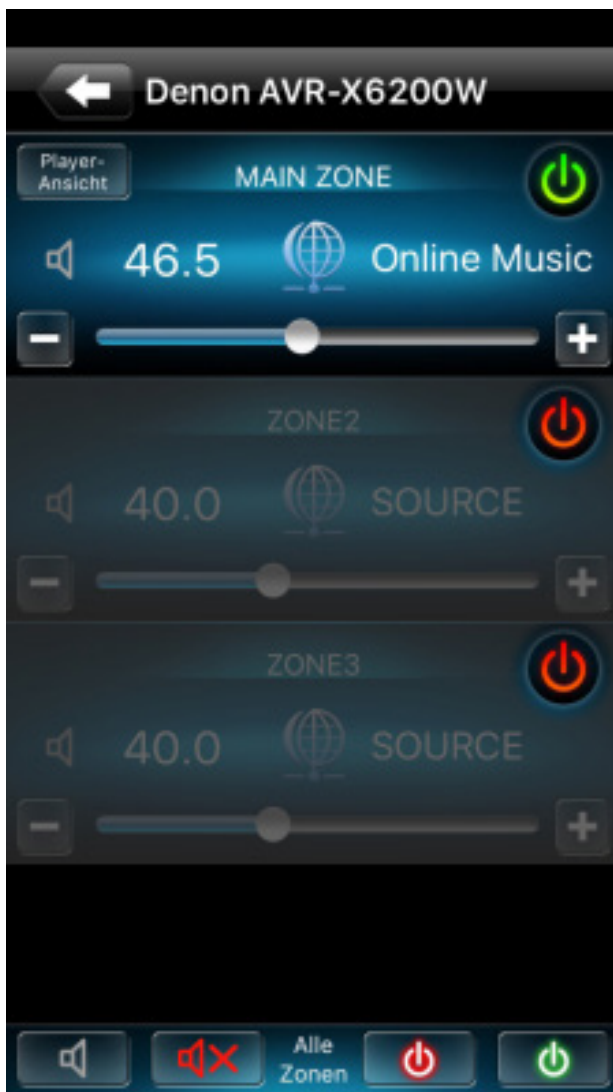 Denon AVR-X6200W
Player-
Ansicht
MAIN ZONE
46.5 Online Music
ZONE2
40.0 SOURCE
ZONE3
40.0 SOURCE
Alle
Zonen